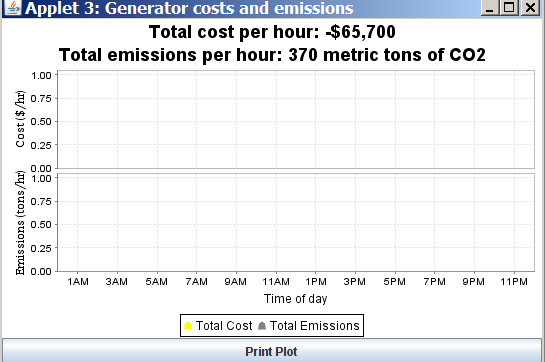 Applet 3: Generator costs and emissions
Total cost per hour: -$65,700
Total emissions per hour: 370 metric tons of CO2
Cost ($/hr)
1.00
0.75
0.50
0.25
0.00
Emissions (tons/hr)
1.00
0.75
0.50
0.25
0.00
1AM 3AM 5AM 7AM 9AM 11AM 1PM 3PM 5PM 7PM 9PM 11PM
Time of day
Total Cost Total Emissions
Print Plot